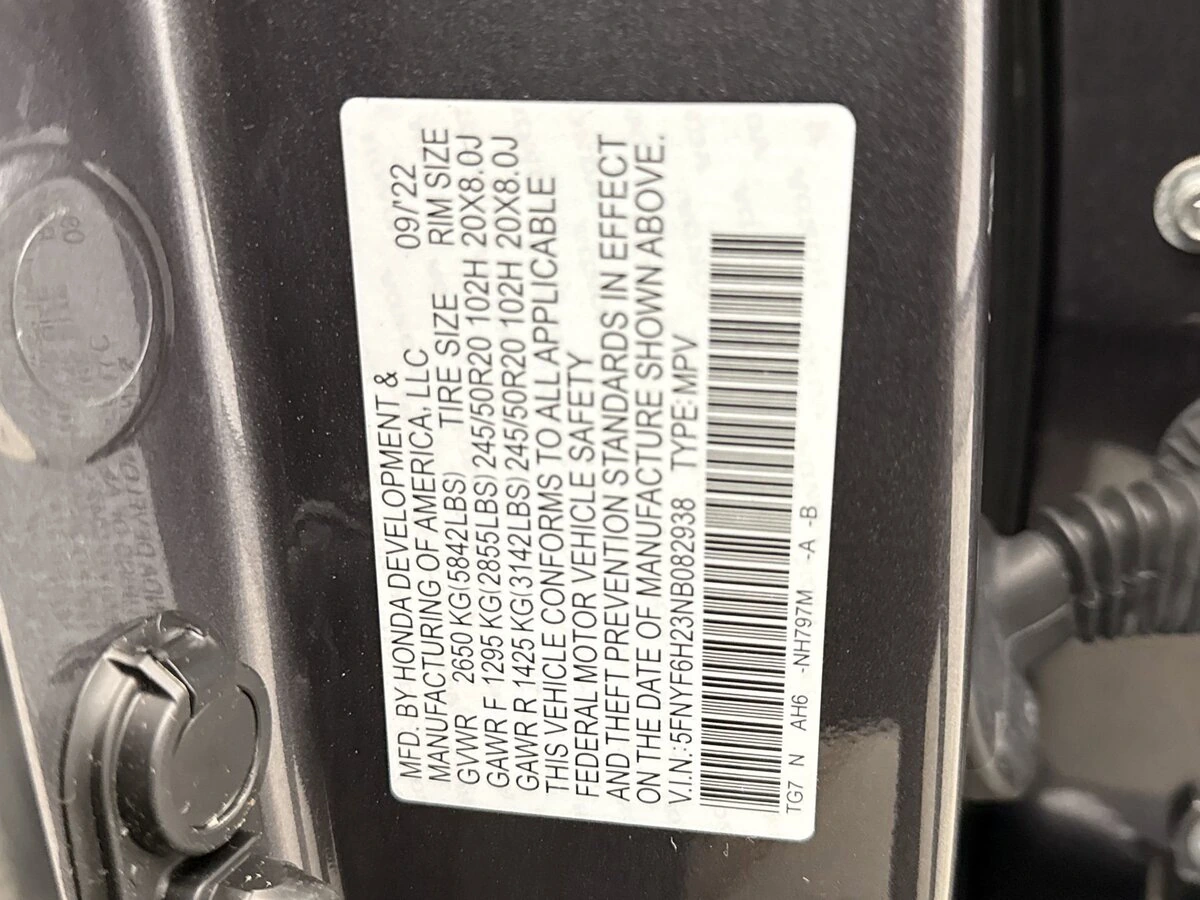 MFD. BY HONDA DEVELOPMENT & 09/'22
MANUFACTURING OF AMERICA, LLC
GVWR 2650 KG(5842LBS) TIRE SIZE RIM SIZE
GAWR F 1295 KG(2855LBS) 245/50R20 102H 20X8.0J
GAWR R 1425 KG(3142LBS) 245/50R20 102H 20X8.0J
THIS VEHICLE CONFORMS TO ALL APPLICABLE
FEDERAL MOTOR VEHICLE SAFETY
AND THEFT PREVENTION STANDARDS IN EFFECT
ON THE DATE OF MANUFACTURE SHOWN ABOVE.
V.I.N.:5FNYF6H23NB082938 TYPE:MPV
TG7 N AH6 -NH797M -A -B